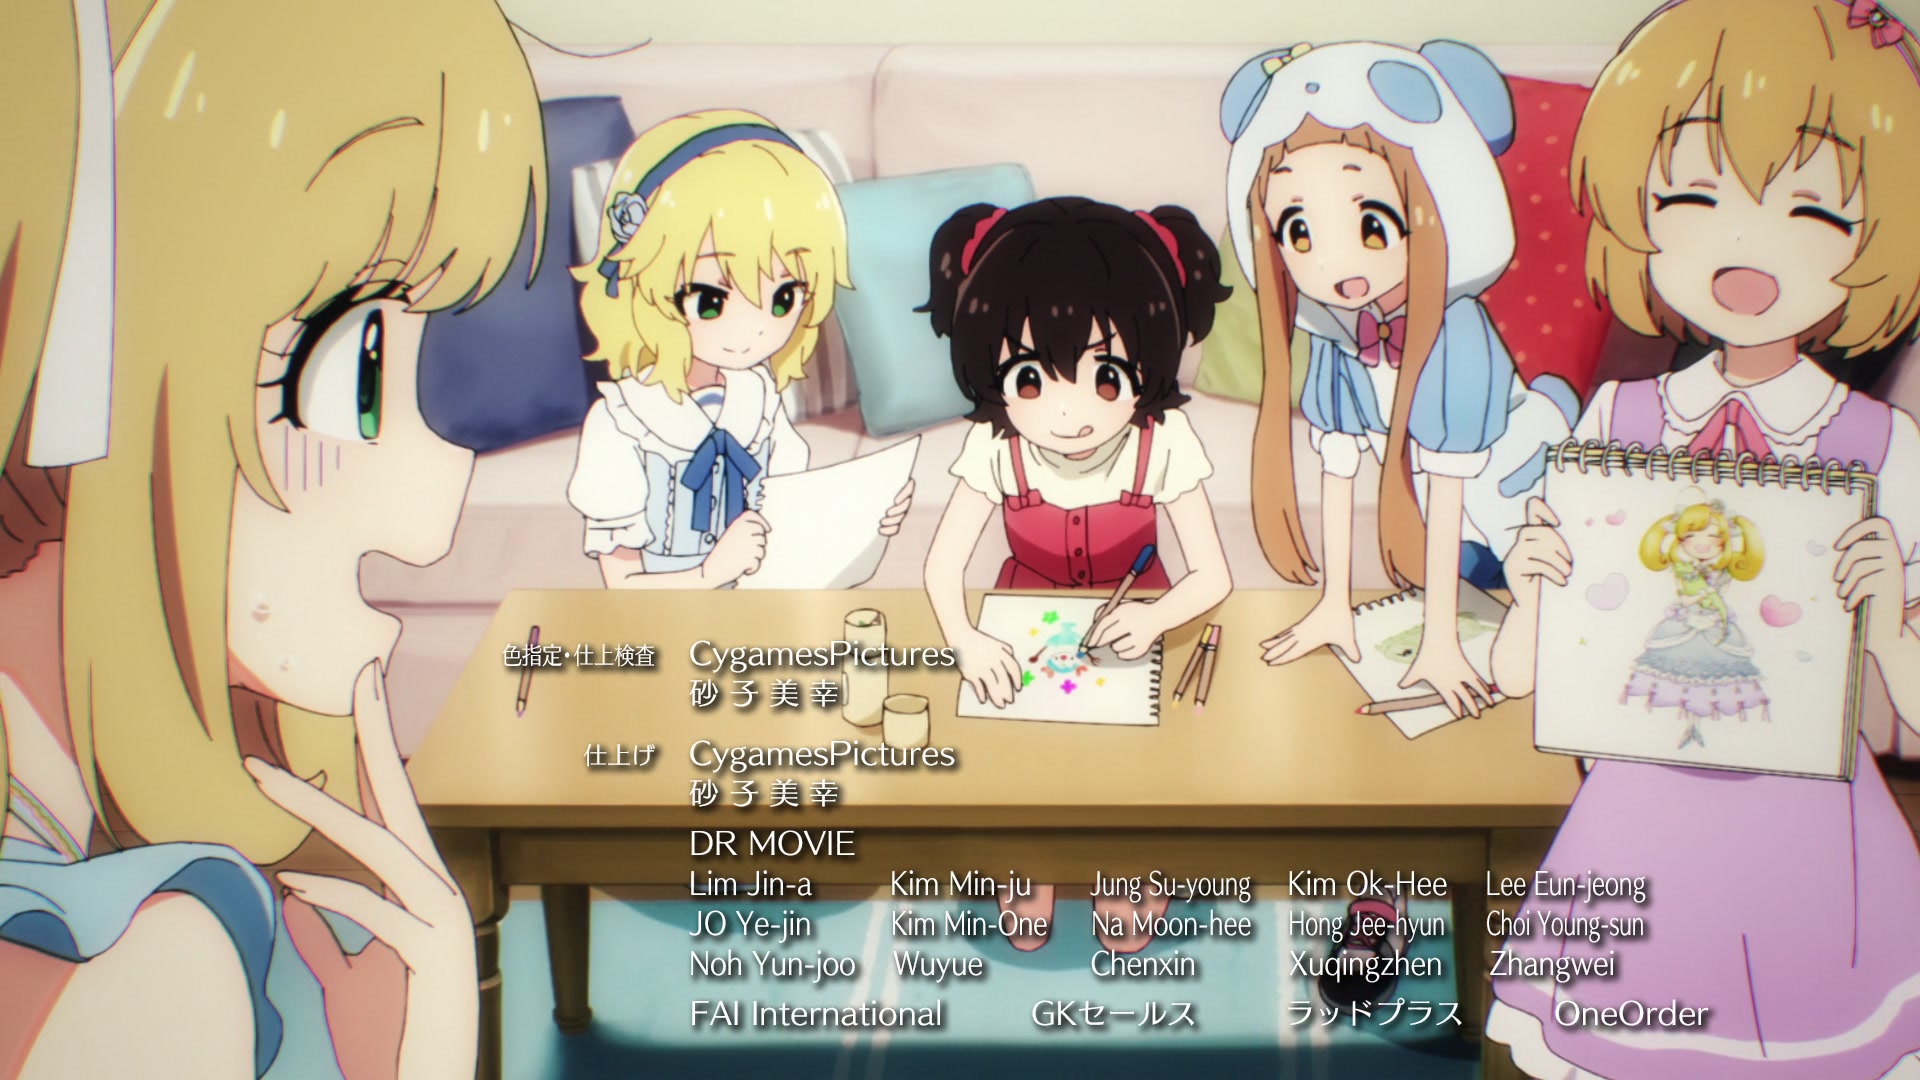 色指定・仕上検査 CygamesPictures
砂子美幸
仕上げ CygamesPictures
砂子美幸
DR MOVIE
Lim Jin-a Kim Min-ju Jung Su-young Kim Ok-Hee Lee Eun-jeong
JO Ye-jin Kim Min-One Na Moon-hee Hong Jee-hyun Choi Young-sun
Noh Yun-joo Wuyue Chenxin Xuqingzhen Zhangwei
FAI International GKセールス ラッドプラス OneOrder